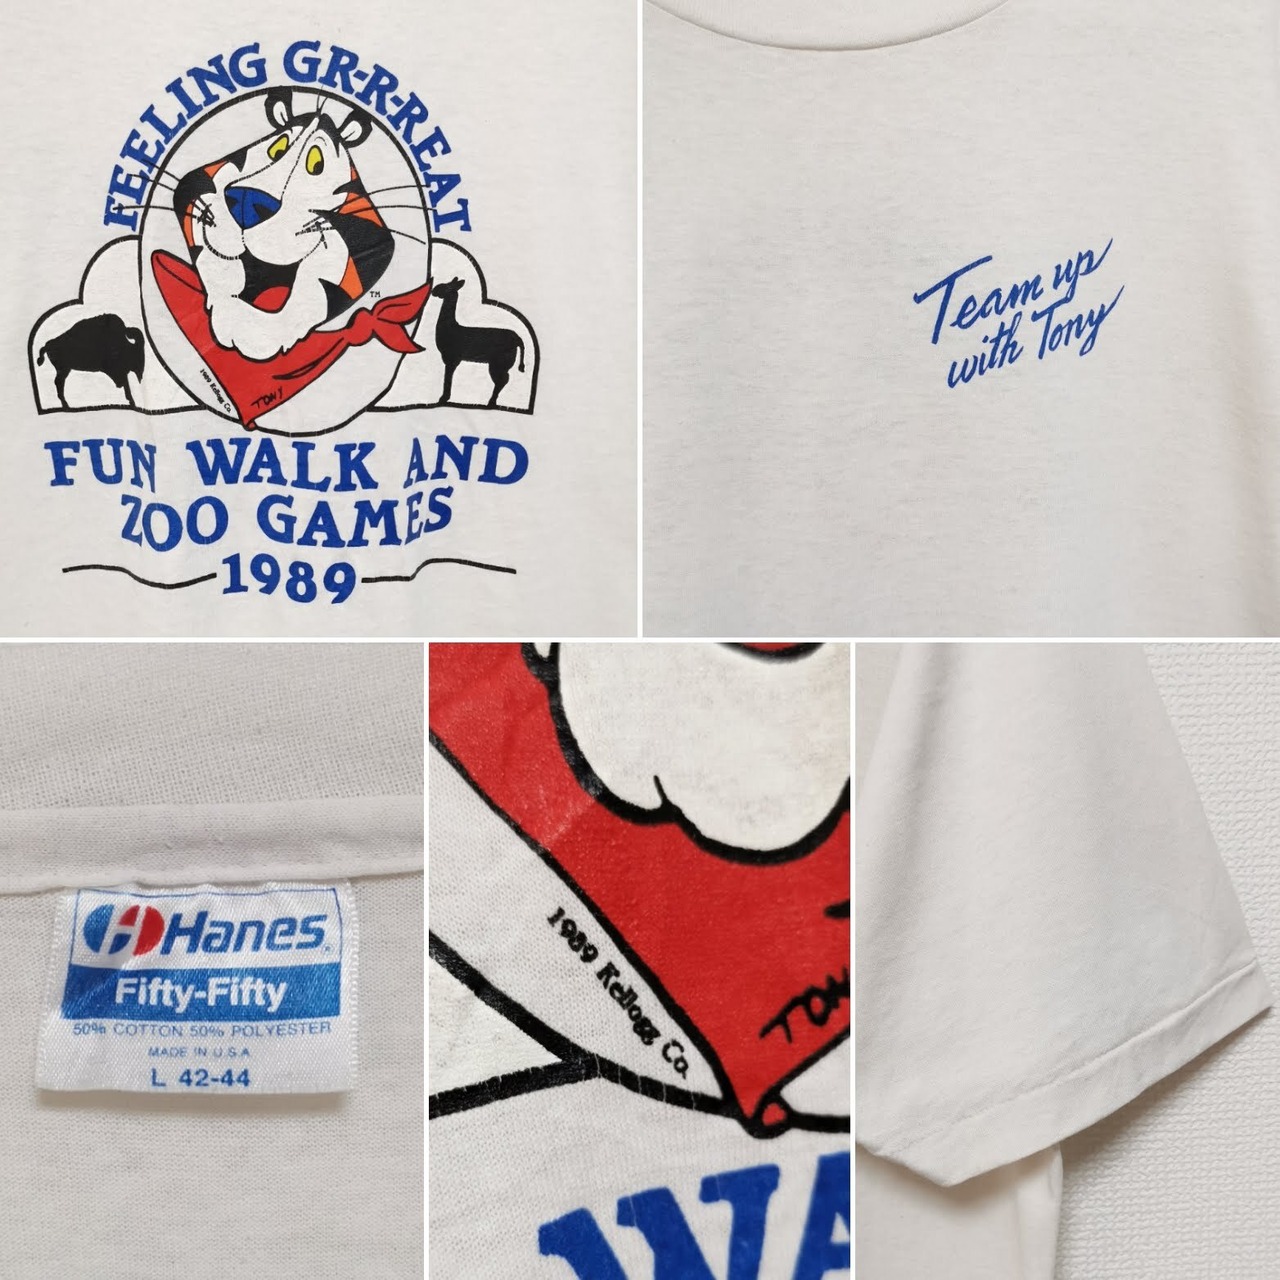 FEELING GR-R-REAT
TM
1989 Kellogg Co.
TONY
FUN WALK AND
ZOO GAMES
1989
Team up
with Tony
Hanes®
Fifty-Fifty
50% COTTON 50% POLYESTER
MADE IN U.S.A
L 42-44
1989 Kellogg Co.
TON
WA